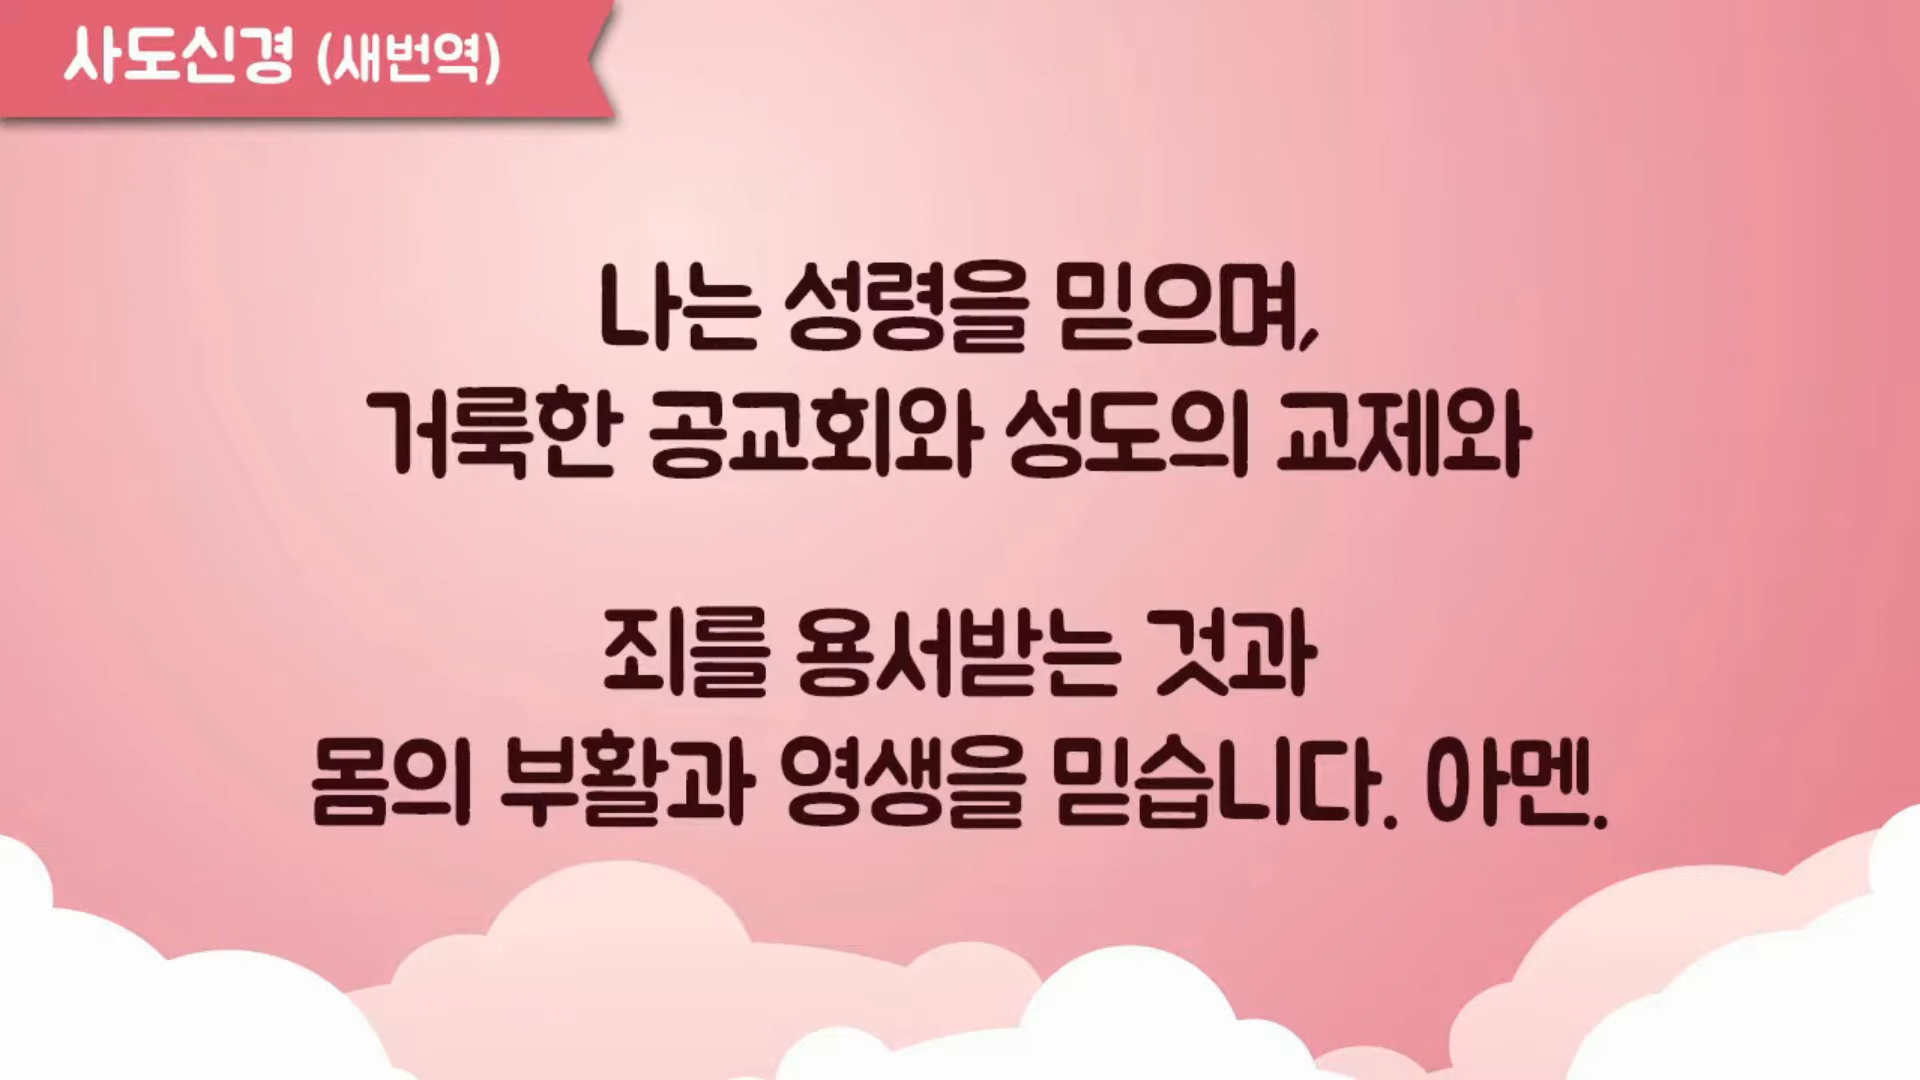 사도신경 (새번역)
나는 성령을 믿으며,
거룩한 공교회와 성도의 교제와
죄를 용서받는 것과
몸의 부활과 영생을 믿습니다. 아멘.